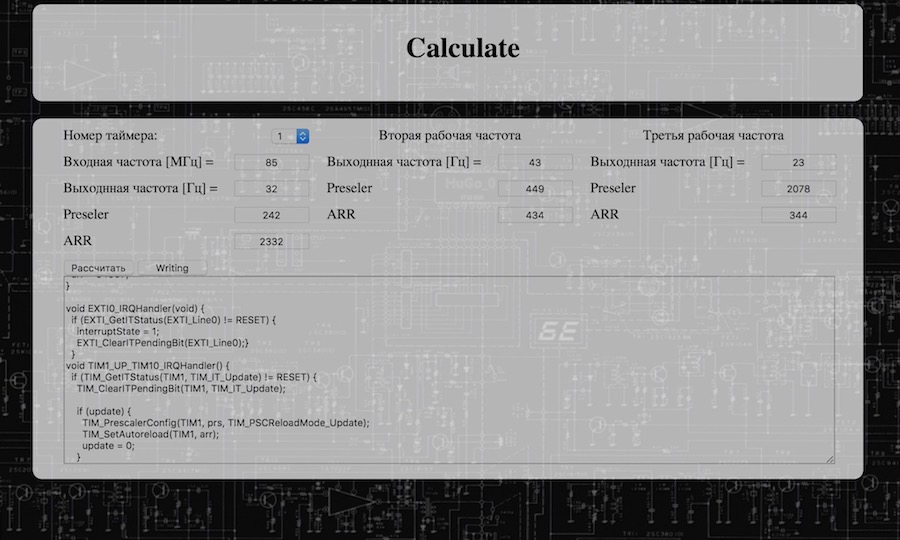 Calculate
Номер таймера: 1 Вторая рабочая частота Третья рабочая частота
Входная частота [МГц] = 85 Выходнная частота [Гц] = 43 Выходнная частота [Гц] = 23
Выходнная частота [Гц] = 32 Preseler 449 Preseler 2078
Preseler 242 ARR 434 ARR 344
ARR 2332
Рассчитать Writing
}
void EXTI0_IRQHandler(void) {
if (EXTI_GetITStatus(EXTI_Line0) != RESET) {
interruptState = 1;
EXTI_ClearITPendingBit(EXTI_Line0);}
}
void TIM1_UP_TIM10_IRQHandler() {
if (TIM_GetITStatus(TIM1, TIM_IT_Update) != RESET) {
TIM_ClearITPendingBit(TIM1, TIM_IT_Update);
if (update) {
TIM_PrescalerConfig(TIM1, prs, TIM_PSCReloadMode_Update);
TIM_SetAutoreload(TIM1, arr);
update = 0;
}